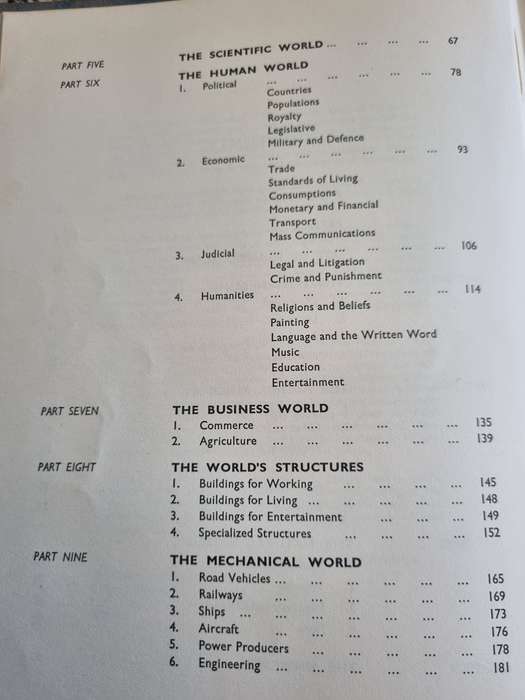 PART FIVE THE SCIENTIFIC WORLD ... ... ... ... 67
PART SIX THE HUMAN WORLD
1. Political ... ... ... ... ... ... 78
Countries
Populations
Royalty
Legislative
Military and Defence
2. Economic ... ... ... ... ... ... 93
Trade
Standards of Living
Consumptions
Monetary and Financial
Transport
Mass Communications
3. Judicial ... ... ... ... ... ... 106
Legal and Litigation
Crime and Punishment
4. Humanities ... ... ... ... ... ... 114
Religions and Beliefs
Painting
Language and the Written Word
Music
Education
Entertainment
PART SEVEN THE BUSINESS WORLD
1. Commerce ... ... ... ... ... ... 135
2. Agriculture ... ... ... ... ... ... 139
PART EIGHT THE WORLD'S STRUCTURES
1. Buildings for Working ... ... ... ... 145
2. Buildings for Living ... ... ... ... ... 148
3. Buildings for Entertainment ... ... ... 149
4. Specialized Structures ... ... ... ... 152
PART NINE THE MECHANICAL WORLD
1. Road Vehicles ... ... ... ... ... ... 165
2. Railways ... ... ... ... ... ... 169
3. Ships ... ... ... ... ... ... 173
4. Aircraft ... ... ... ... ... ... 176
5. Power Producers ... ... ... ... ... 178
6. Engineering ... ... ... ... ... ... 181